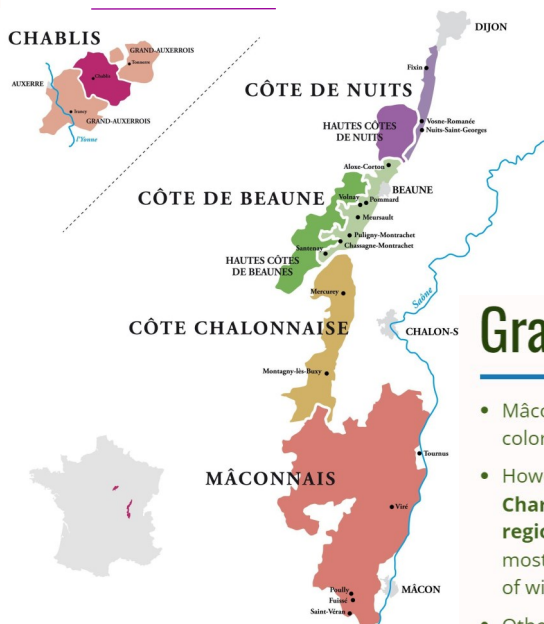 CHABLIS
GRAND-AUXERROIS
Tonnerre
Chablis
AUXERRE
Irancy
GRAND-AUXERROIS
l'Yonne
DIJON
Fixin
CÔTE DE NUITS
HAUTES CÔTES
DE NUITS
Vosne-Romanée
Nuits-Saint-Georges
Aloxe-Corton
BEAUNE
CÔTE DE BEAUNE
Volnay
Pommard
Meursault
Puligny-Montrachet
Chassagne-Montrachet
Santenay
HAUTES CÔTES
DE BEAUNES
Mercurey
Saône
CÔTE CHALONNAISE
CHALON-S
Montagny-lès-Buxy
MÂCONNAIS
Tournus
Viré
Poully
Fuissé
Saint-Véran
MÂCON
Gra
• Mâco
color
• How
Char
regio
most
of wi